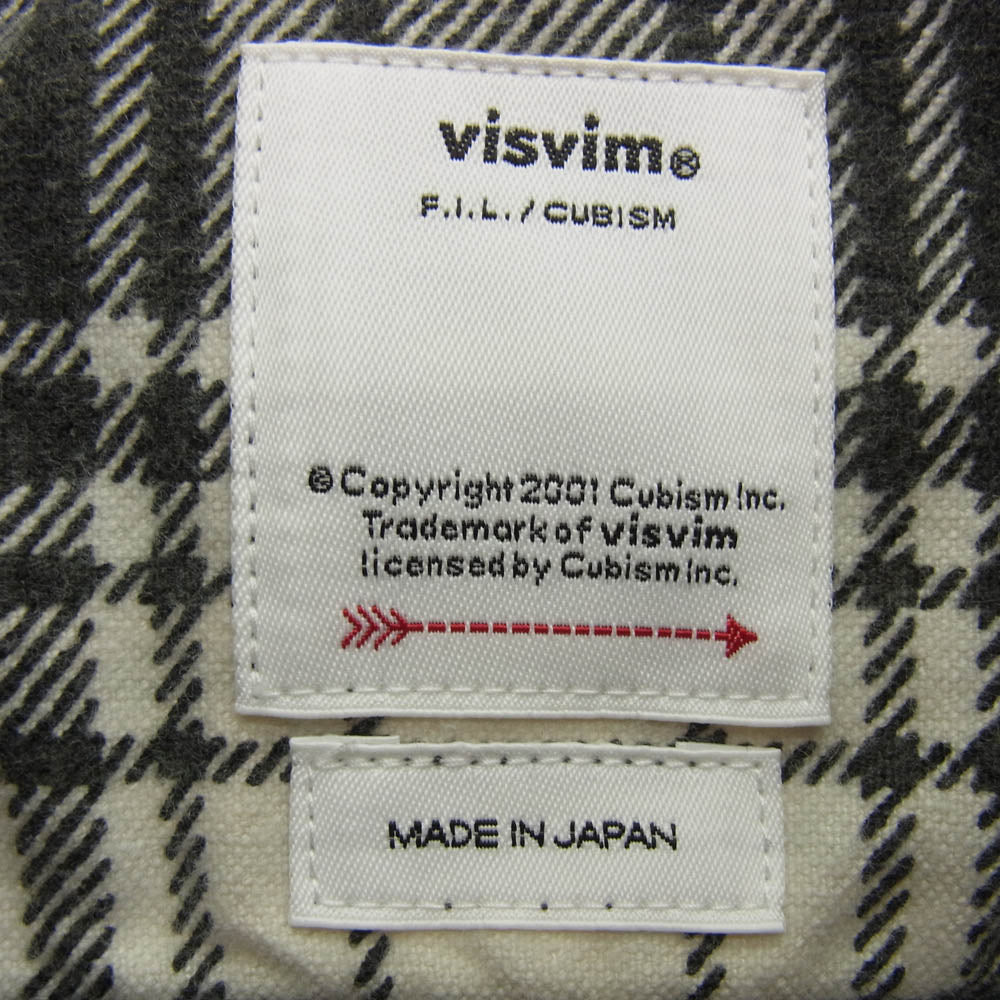 visvim®
F.I.L. / CUBISM
®Copyright 2001 Cubism Inc.
Trademark of visvim
licensed by Cubism Inc.
MADE IN JAPAN